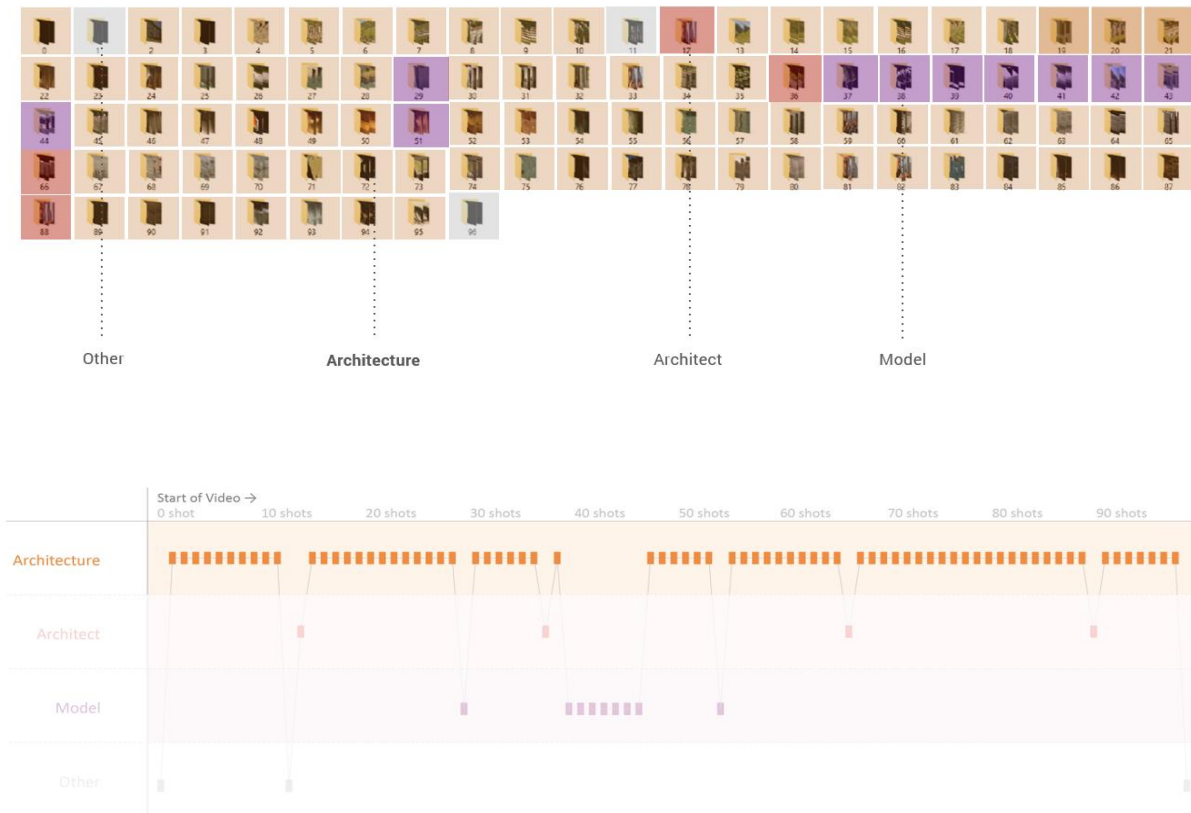 0 1 2 3 4 5 6 7 8 9 10 11 12 13 14 15 16 17 18 19 20 21
22 23 24 25 26 27 28 29 30 31 32 33 34 35 36 37 38 39 40 41 42 43
44 45 46 47 48 49 50 51 52 53 54 55 56 57 58 59 60 61 62 63 64 65
66 67 68 69 70 71 72 73 74 75 76 77 78 79 80 81 82 83 84 85 86 87
88 89 90 91 92 93 94 95 96
Other Architecture Architect Model
Start of Video →
0 shot 10 shots 20 shots 30 shots 40 shots 50 shots 60 shots 70 shots 80 shots 90 shots
Architecture
Architect
Model
Other